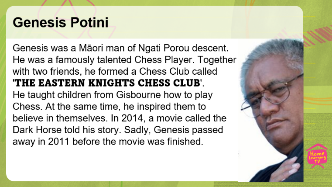 Genesis Potini
Genesis was a Māori man of Ngati Porou descent.
He was a famously talented Chess Player. Together
with two friends, he formed a Chess Club called
'THE EASTERN KNIGHTS CHESS CLUB'.
He taught children from Gisbourne how to play
Chess. At the same time, he inspired them to
believe in themselves. In 2014, a movie called the
Dark Horse told his story. Sadly, Genesis passed
away in 2011 before the movie was finished.